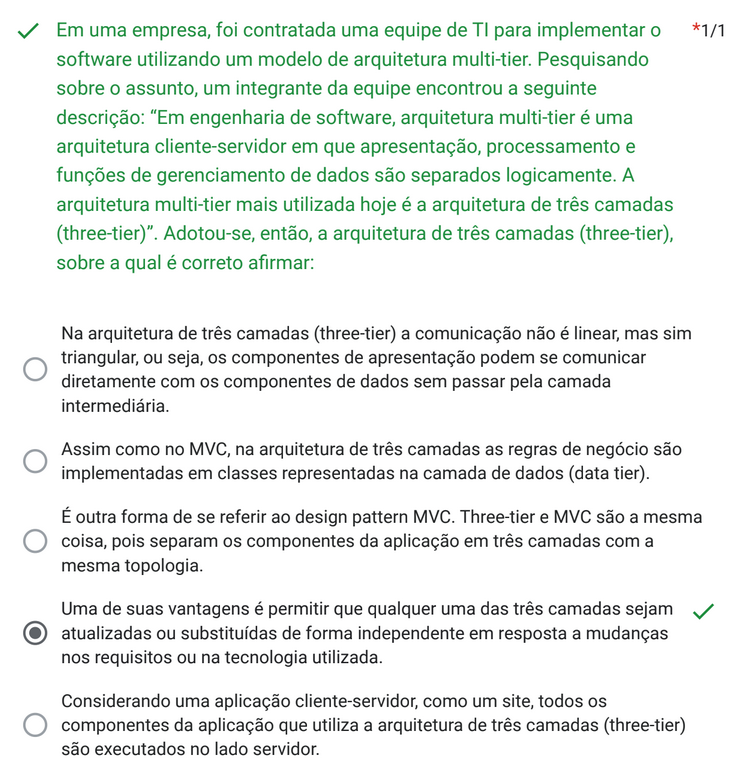 Em uma empresa, foi contratada uma equipe de TI para implementar o *1/1
software utilizando um modelo de arquitetura multi-tier. Pesquisando
sobre o assunto, um integrante da equipe encontrou a seguinte
descrição: “Em engenharia de software, arquitetura multi-tier é uma
arquitetura cliente-servidor em que apresentação, processamento e
funções de gerenciamento de dados são separados logicamente. A
arquitetura multi-tier mais utilizada hoje é a arquitetura de três camadas
(three-tier)”. Adotou-se, então, a arquitetura de três camadas (three-tier),
sobre a qual é correto afirmar:
Na arquitetura de três camadas (three-tier) a comunicação não é linear, mas sim
triangular, ou seja, os componentes de apresentação podem se comunicar
diretamente com os componentes de dados sem passar pela camada
intermediária.
Assim como no MVC, na arquitetura de três camadas as regras de negócio são
implementadas em classes representadas na camada de dados (data tier).
É outra forma de se referir ao design pattern MVC. Three-tier e MVC são a mesma
coisa, pois separam os componentes da aplicação em três camadas com a
mesma topologia.
Uma de suas vantagens é permitir que qualquer uma das três camadas sejam
atualizadas ou substituídas de forma independente em resposta a mudanças
nos requisitos ou na tecnologia utilizada.
Considerando uma aplicação cliente-servidor, como um site, todos os
componentes da aplicação que utiliza a arquitetura de três camadas (three-tier)
são executados no lado servidor.